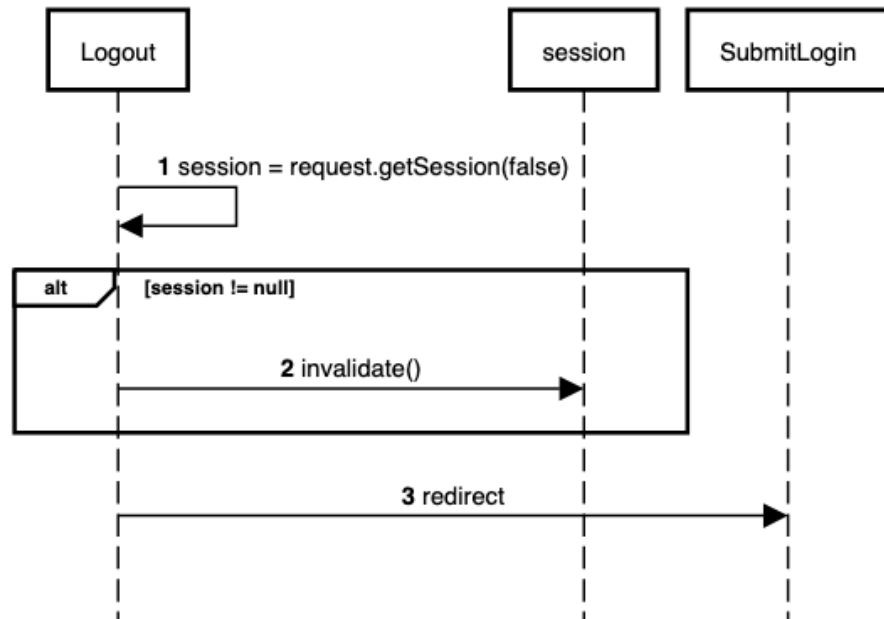 Logout
session
SubmitLogin
1 session = request.getSession(false)
alt
[session != null]
2 invalidate()
3 redirect